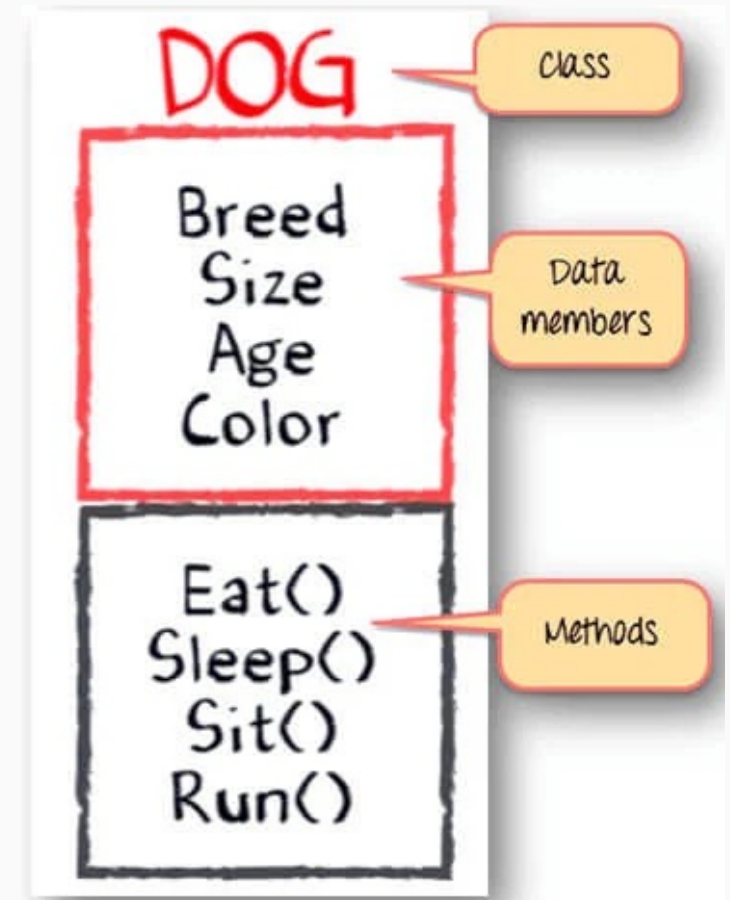 DOG
Class
Breed
Size
Age
Color
Data
members
Eat()
Sleep()
Sit()
Run()
Methods